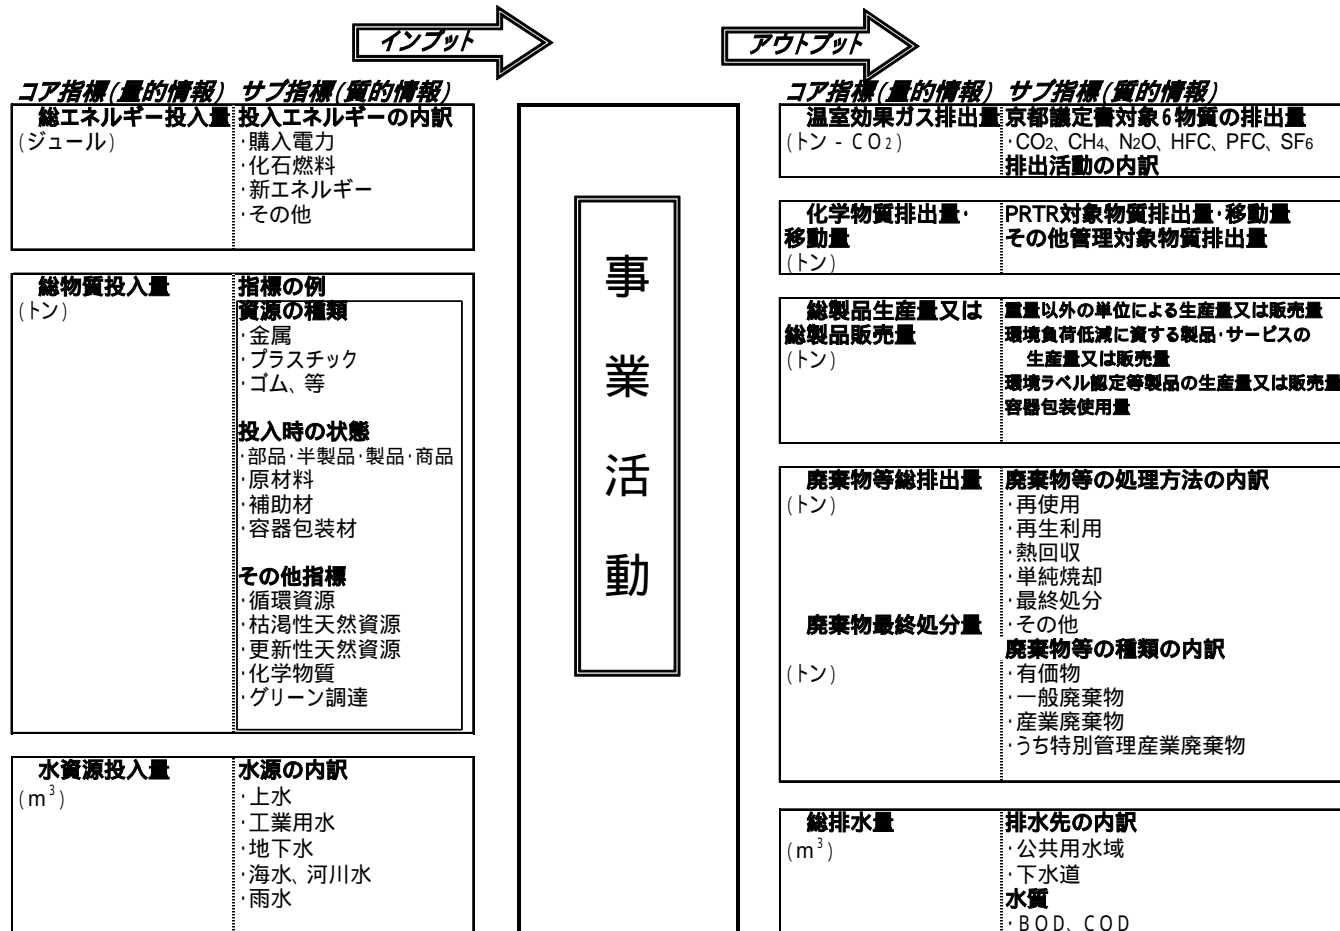 インプット
アウトプット
コア指標(量的情報) サブ指標(質的情報)
総エネルギー投入量 投入エネルギーの内訳
(ジュール) ・購入電力
・化石燃料
・新エネルギー
・その他
総物質投入量 指標の例
(トン) 資源の種類
・金属
・プラスチック
・ゴム、等
投入時の状態
・部品・半製品・製品・商品
・原材料
・補助材
・容器包装材
その他指標
・循環資源
・枯渇性天然資源
・更新性天然資源
・化学物質
・グリーン調達
水資源投入量 水源の内訳
(m³) ・上水
・工業用水
・地下水
・海水、河川水
・雨水
事業活動
コア指標(量的情報) サブ指標(質的情報)
温室効果ガス排出量 京都議定書対象6物質の排出量
(トン-CO2) ・CO2、CH4、N2O、HFC、PFC、SF6
排出活動の内訳
化学物質排出量・ PRTR対象物質排出量・移動量
移動量 その他管理対象物質排出量
(トン)
総製品生産量又は 重量以外の単位による生産量又は販売量
総製品販売量 環境負荷低減に資する製品・サービスの
(トン) 生産量又は販売量
環境ラベル認定等製品の生産量又は販売量
容器包装使用量
廃棄物等総排出量 廃棄物等の処理方法の内訳
(トン) ・再使用
・再生利用
・熱回収
・単純焼却
・最終処分
廃棄物最終処分量 ・その他
廃棄物等の種類の内訳
(トン) ・有価物
・一般廃棄物
・産業廃棄物
・うち特別管理産業廃棄物
総排水量 排水先の内訳
(m³) ・公共用水域
・下水道
水質
・BOD、COD